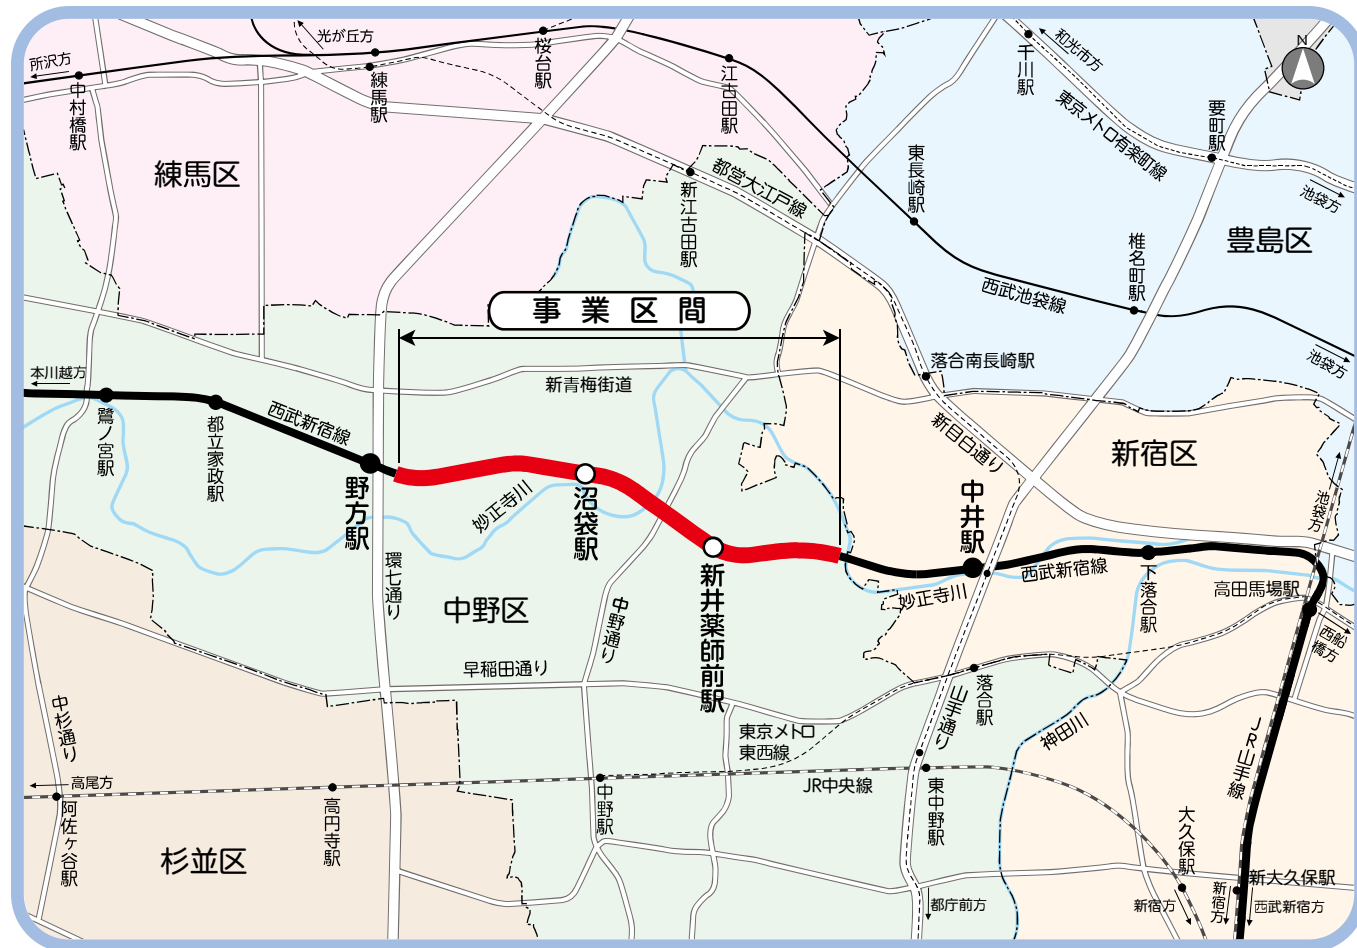 光が丘方
桜台駅
所沢方
中村橋駅
練馬駅
江古田駅
千川駅
和光市方
N
東京メトロ有楽町線
要町駅
池袋方
練馬区
新江古田駅
都営大江戸線
東長崎駅
豊島区
椎名町駅
西武池袋線
池袋方
事業区間
落合南長崎駅
新青梅街道
本川越方
鷺ノ宮駅
都立家政駅
西武新宿線
野方駅
妙正寺川
沼袋駅
新目白通り
新宿区
中井駅
池袋方
環七通り
中野区
中野通り
新井薬師前駅
妙正寺川
西武新宿線
下落合駅
高田馬場駅
西船橋方
早稲田通り
落合駅
山手通り
神田川
中杉通り
東京メトロ
東西線
JR山手線
高尾方
阿佐ヶ谷駅
高円寺駅
中野駅
JR中央線
東中野駅
大久保駅
杉並区
新大久保駅
都庁前方
新宿方
新宿方
西武新宿方